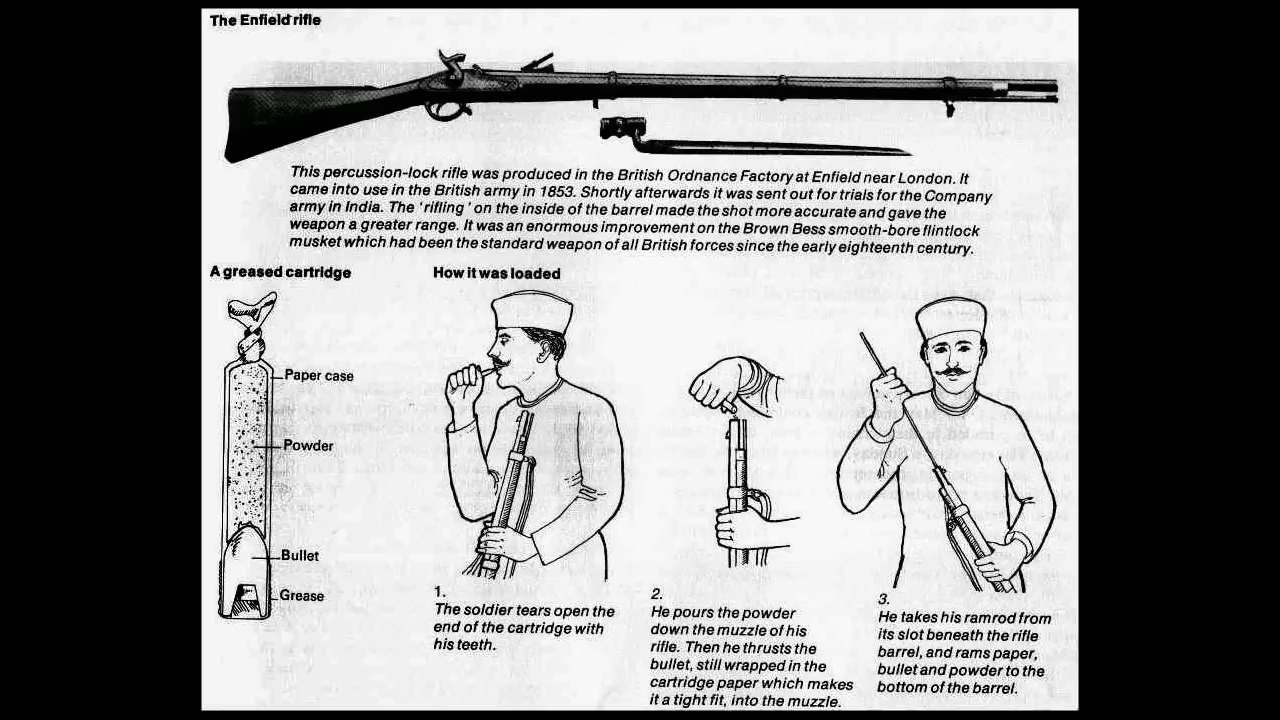 The Enfield rifle
This percussion-lock rifle was produced in the British Ordnance Factory at Enfield near London. It
came into use in the British army in 1853. Shortly afterwards it was sent out for trials for the Company
army in India. The 'rifling' on the inside of the barrel made the shot more accurate and gave the
weapon a greater range. It was an enormous improvement on the Brown Bess smooth-bore flintlock
musket which had been the standard weapon of all British forces since the early eighteenth century.
A greased cartridge
Paper case
Powder
Bullet
Grease
How it was loaded
1.
The soldier tears open the
end of the cartridge with
his teeth.
2.
He pours the powder
down the muzzle of his
rifle. Then he thrusts the
bullet, still wrapped in the
cartridge paper which makes
it a tight fit, into the muzzle.
3.
He takes his ramrod from
its slot beneath the rifle
barrel, and rams paper,
bullet and powder to the
bottom of the barrel.